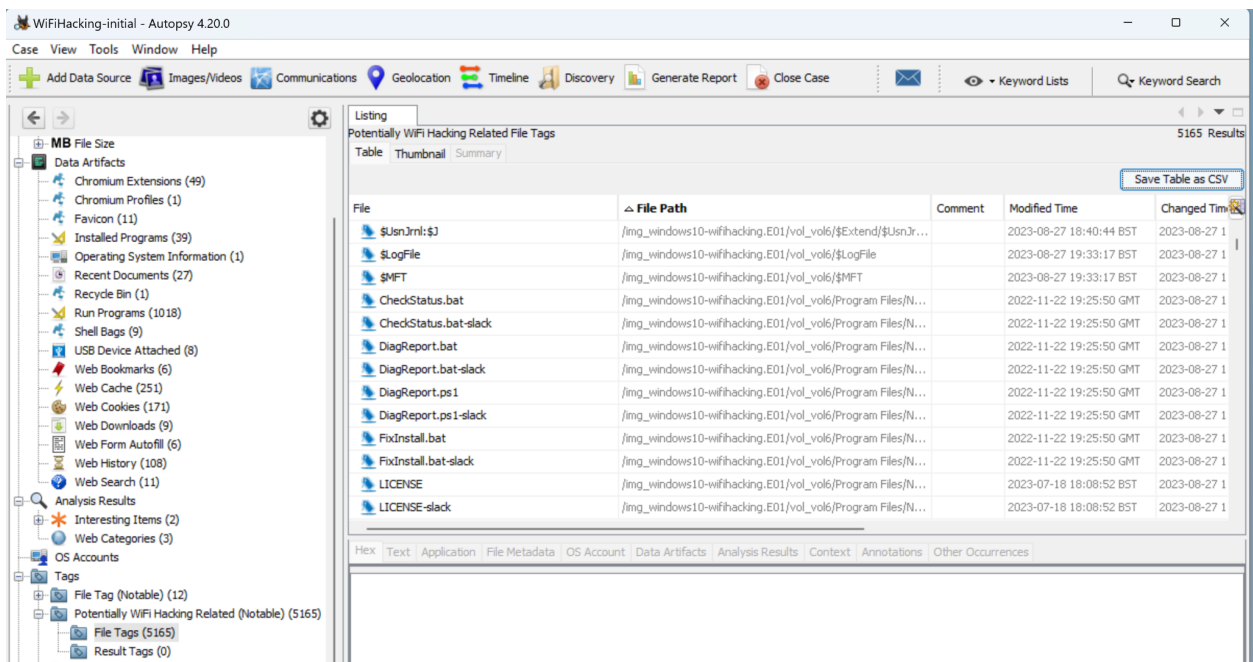 WiFiHacking-initial - Autopsy 4.20.0
Case View Tools Window Help
Add Data Source Images/Videos Communications Geolocation Timeline Discovery Generate Report Close Case Keyword Lists Keyword Search
MB File Size
Data Artifacts
Chromium Extensions (49)
Chromium Profiles (1)
Favicon (11)
Installed Programs (39)
Operating System Information (1)
Recent Documents (27)
Recycle Bin (1)
Run Programs (1018)
Shell Bags (9)
USB Device Attached (8)
Web Bookmarks (6)
Web Cache (251)
Web Cookies (171)
Web Downloads (9)
Web Form Autofill (6)
Web History (108)
Web Search (11)
Analysis Results
Interesting Items (2)
Web Categories (3)
OS Accounts
Tags
File Tag (Notable) (12)
Potentially WiFi Hacking Related (Notable) (5165)
File Tags (5165)
Result Tags (0)
Listing
Potentially WiFi Hacking Related File Tags 5165 Results
Table Thumbnail Summary
Save Table as CSV
File File Path Comment Modified Time Changed Tim
$UsnJrnl:$J /img_windows10-wifihacking.E01/vol_vol6/$Extend/$UsnJr... 2023-08-27 18:40:44 BST 2023-08-27 1
$LogFile /img_windows10-wifihacking.E01/vol_vol6/$LogFile 2023-08-27 19:33:17 BST 2023-08-27 1
$MFT /img_windows10-wifihacking.E01/vol_vol6/$MFT 2023-08-27 19:33:17 BST 2023-08-27 1
CheckStatus.bat /img_windows10-wifihacking.E01/vol_vol6/Program Files/N... 2022-11-22 19:25:50 GMT 2023-08-27 1
CheckStatus.bat-slack /img_windows10-wifihacking.E01/vol_vol6/Program Files/N... 2022-11-22 19:25:50 GMT 2023-08-27 1
DiagReport.bat /img_windows10-wifihacking.E01/vol_vol6/Program Files/N... 2022-11-22 19:25:50 GMT 2023-08-27 1
DiagReport.bat-slack /img_windows10-wifihacking.E01/vol_vol6/Program Files/N... 2022-11-22 19:25:50 GMT 2023-08-27 1
DiagReport.ps1 /img_windows10-wifihacking.E01/vol_vol6/Program Files/N... 2022-11-22 19:25:50 GMT 2023-08-27 1
DiagReport.ps1-slack /img_windows10-wifihacking.E01/vol_vol6/Program Files/N... 2022-11-22 19:25:50 GMT 2023-08-27 1
FixInstall.bat /img_windows10-wifihacking.E01/vol_vol6/Program Files/N... 2022-11-22 19:25:50 GMT 2023-08-27 1
FixInstall.bat-slack /img_windows10-wifihacking.E01/vol_vol6/Program Files/N... 2022-11-22 19:25:50 GMT 2023-08-27 1
LICENSE /img_windows10-wifihacking.E01/vol_vol6/Program Files/N... 2023-07-18 18:08:52 BST 2023-08-27 1
LICENSE-slack /img_windows10-wifihacking.E01/vol_vol6/Program Files/N... 2023-07-18 18:08:52 BST 2023-08-27 1
Hex Text Application File Metadata OS Account Data Artifacts Analysis Results Context Annotations Other Occurrences